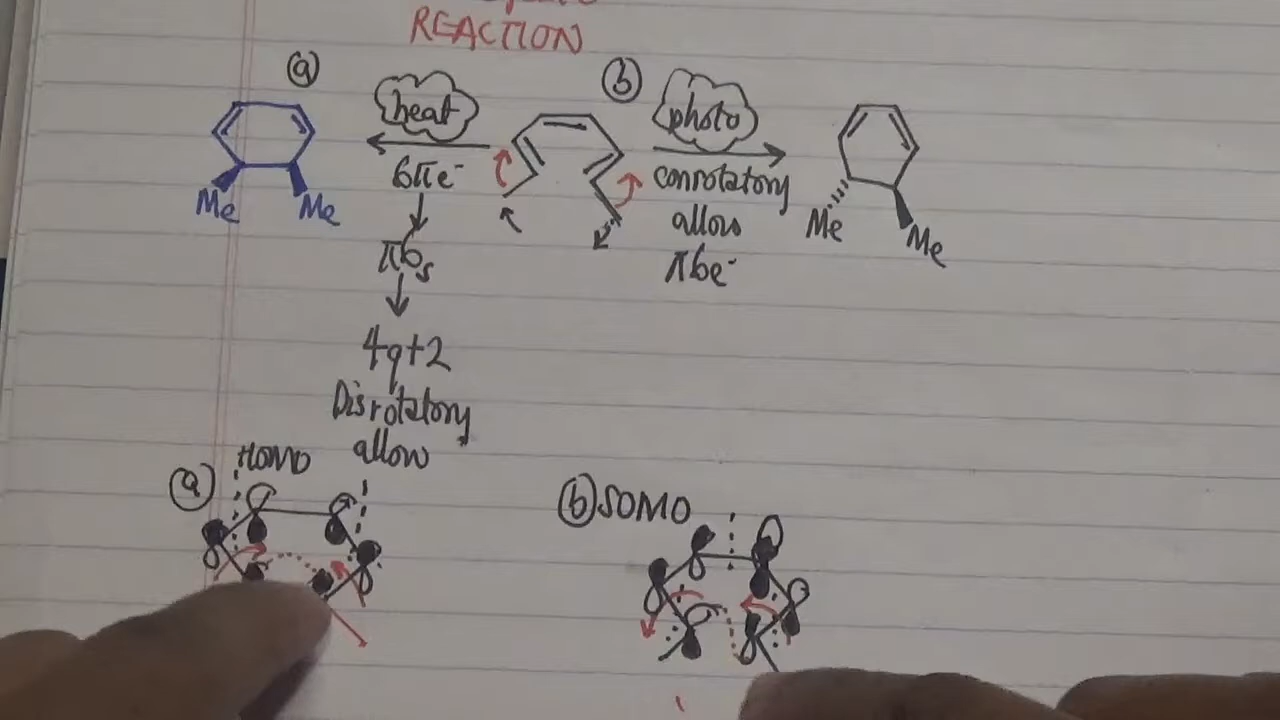 REACTION
ⓐ
heat
6πe⁻
π6s
4q+2
Disrotatory
allow
Me
Me
ⓑ
photo
conrotatory
allow
π6e⁻
Me
Me
ⓐ HOMO
ⓑ SOMO